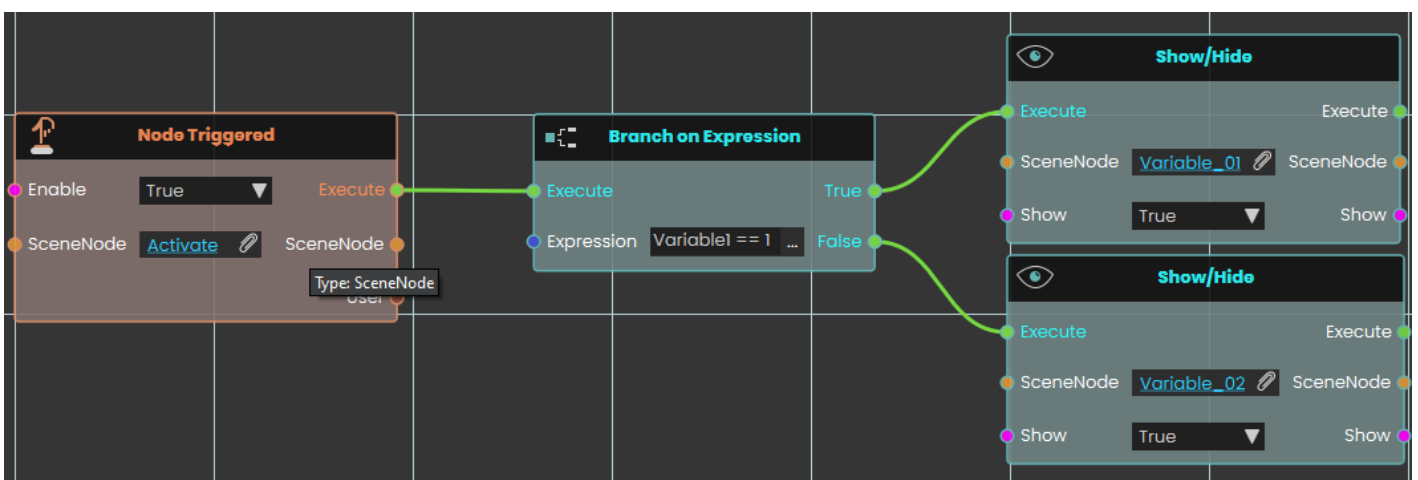 Node Triggered
Enable True Execute
SceneNode Activate SceneNode
Type: SceneNode
User
Branch on Expression
Execute True
Expression Variable1 == 1 ... False
Show/Hide
Execute Execute
SceneNode Variable_01 SceneNode
Show True Show
Show/Hide
Execute Execute
SceneNode Variable_02 SceneNode
Show True Show